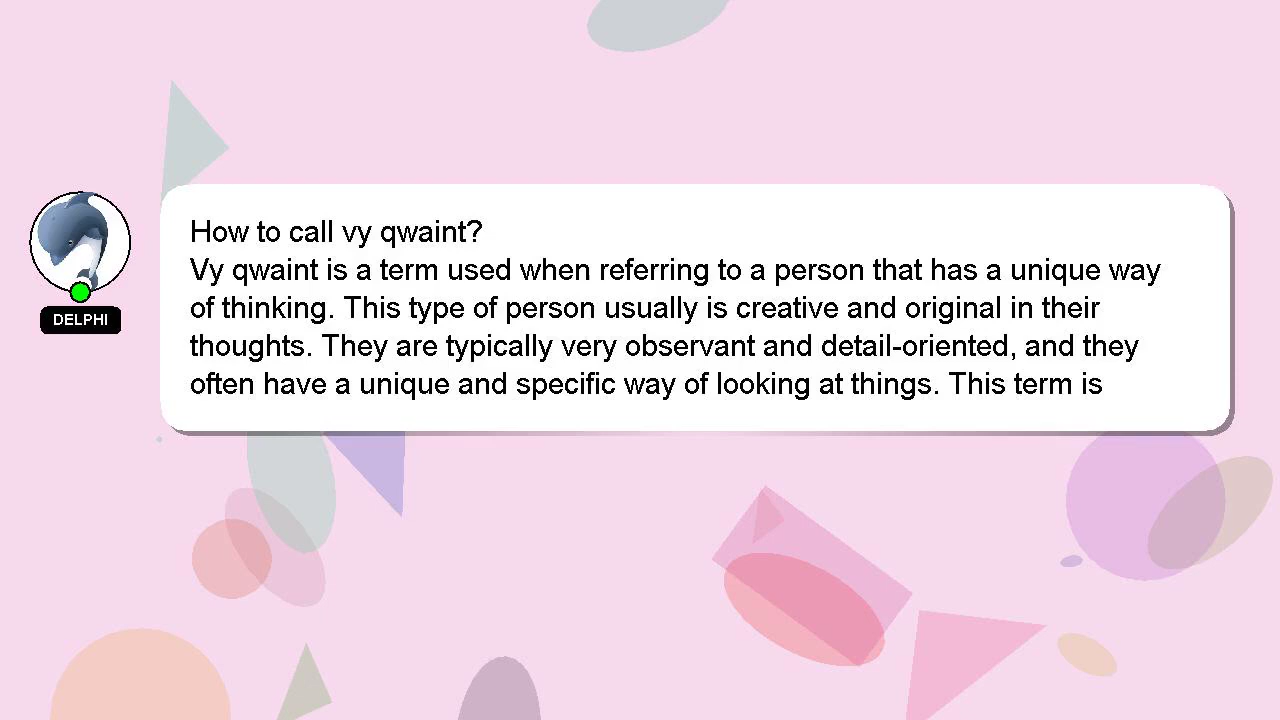 How to call vy qwaint?
Vy qwaint is a term used when referring to a person that has a unique way
of thinking. This type of person usually is creative and original in their
thoughts. They are typically very observant and detail-oriented, and they
often have a unique and specific way of looking at things. This term is
DELPHI